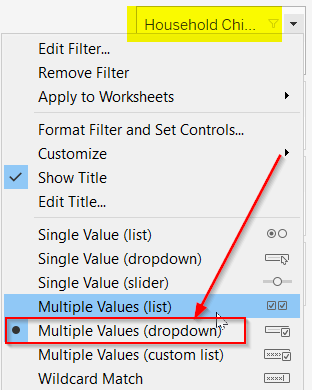 Household Chi...
Edit Filter...
Remove Filter
Apply to Worksheets
Format Filter and Set Controls...
Customize
Show Title
Edit Title...
Single Value (list)
Single Value (dropdown)
Single Value (slider)
Multiple Values (list)
Multiple Values (dropdown)
Multiple Values (custom list)
Wildcard Match